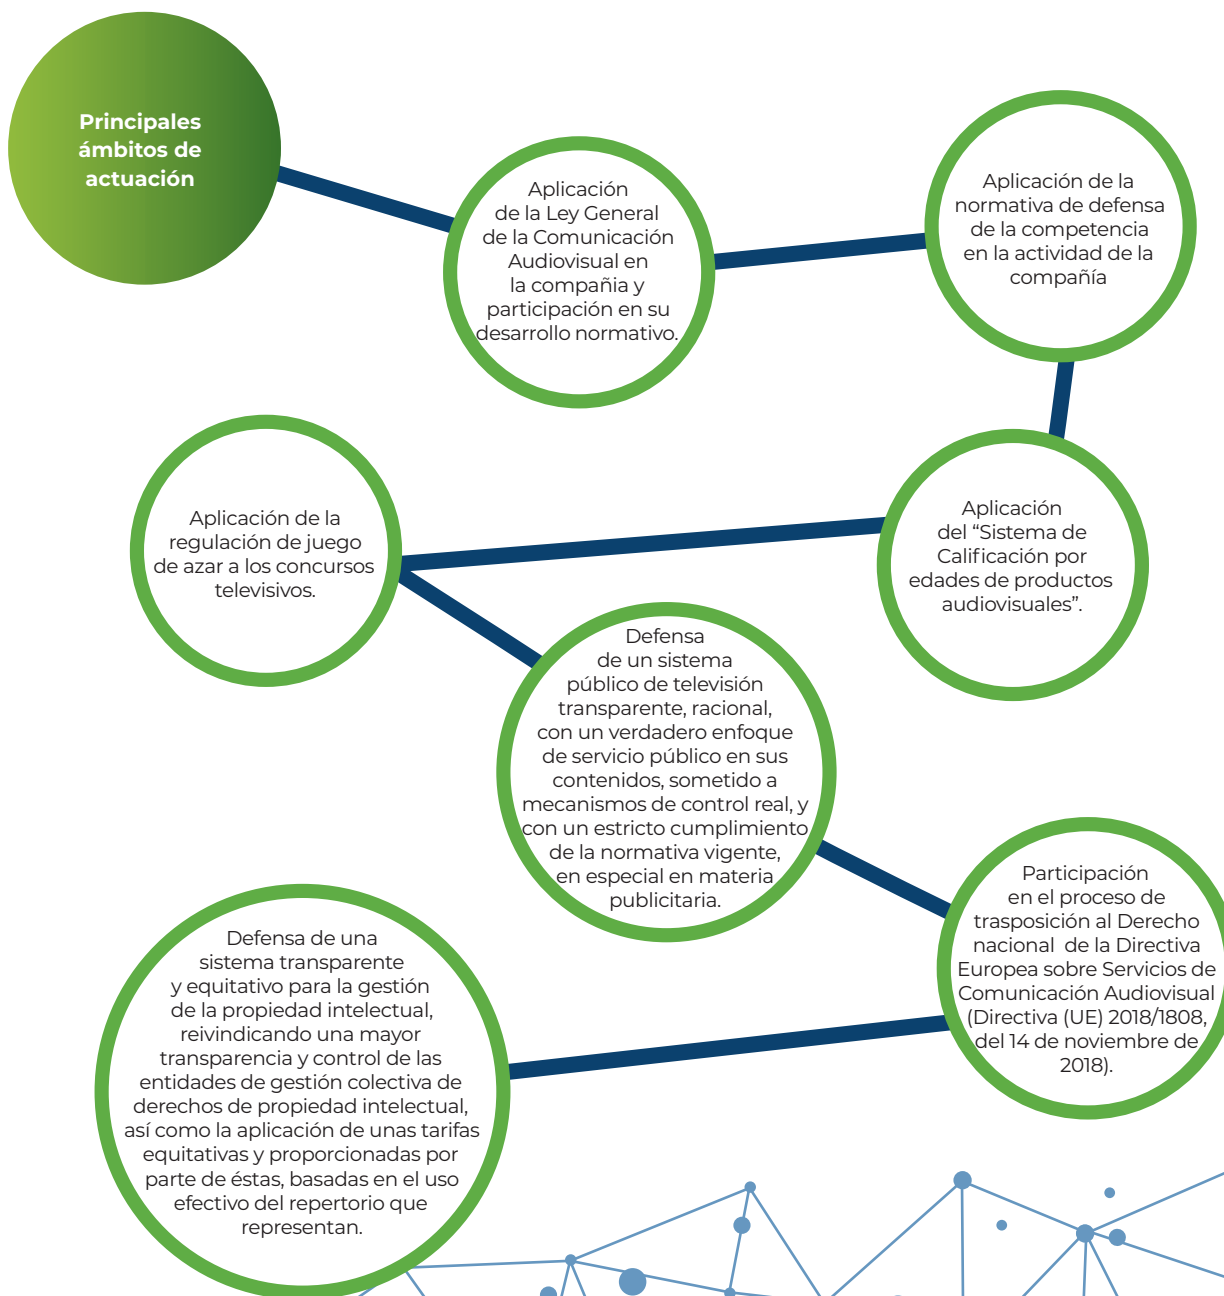 Principales
ámbitos de
actuación
Aplicación
de la Ley General
de la Comunicación
Audiovisual en
la compañia y
participación en su
desarrollo normativo.
Aplicación de la
normativa de defensa
de la competencia
en la actividad de la
compañía
Aplicación
del “Sistema de
Calificación por
edades de productos
audiovisuales”.
Aplicación de la
regulación de juego
de azar a los concursos
televisivos.
Defensa
de un sistema
público de televisión
transparente, racional,
con un verdadero enfoque
de servicio público en sus
contenidos, sometido a
mecanismos de control real, y
con un estricto cumplimiento
de la normativa vigente,
en especial en materia
publicitaria.
Participación
en el proceso de
trasposición al Derecho
nacional de la Directiva
Europea sobre Servicios de
Comunicación Audiovisual
(Directiva (UE) 2018/1808,
del 14 de noviembre de
2018).
Defensa de una
sistema transparente
y equitativo para la gestión
de la propiedad intelectual,
reivindicando una mayor
transparencia y control de las
entidades de gestión colectiva de
derechos de propiedad intelectual,
así como la aplicación de unas tarifas
equitativas y proporcionadas por
parte de éstas, basadas en el uso
efectivo del repertorio que
representan.